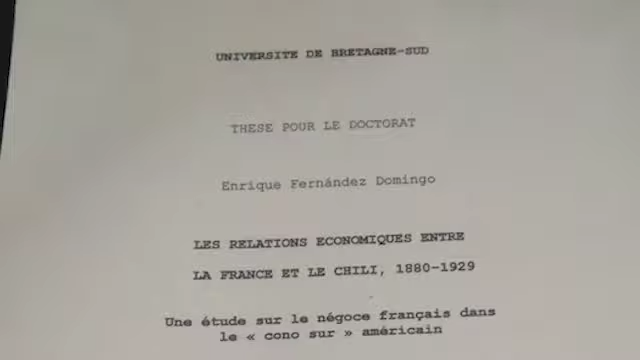 UNIVERSITE DE BRETAGNE-SUD
THESE POUR LE DOCTORAT
Enrique Fernández Domingo
LES RELATIONS ECONOMIQUES ENTRE
LA FRANCE ET LE CHILI, 1880-1929
Une étude sur le négoce français dans
le « cono sur » américain